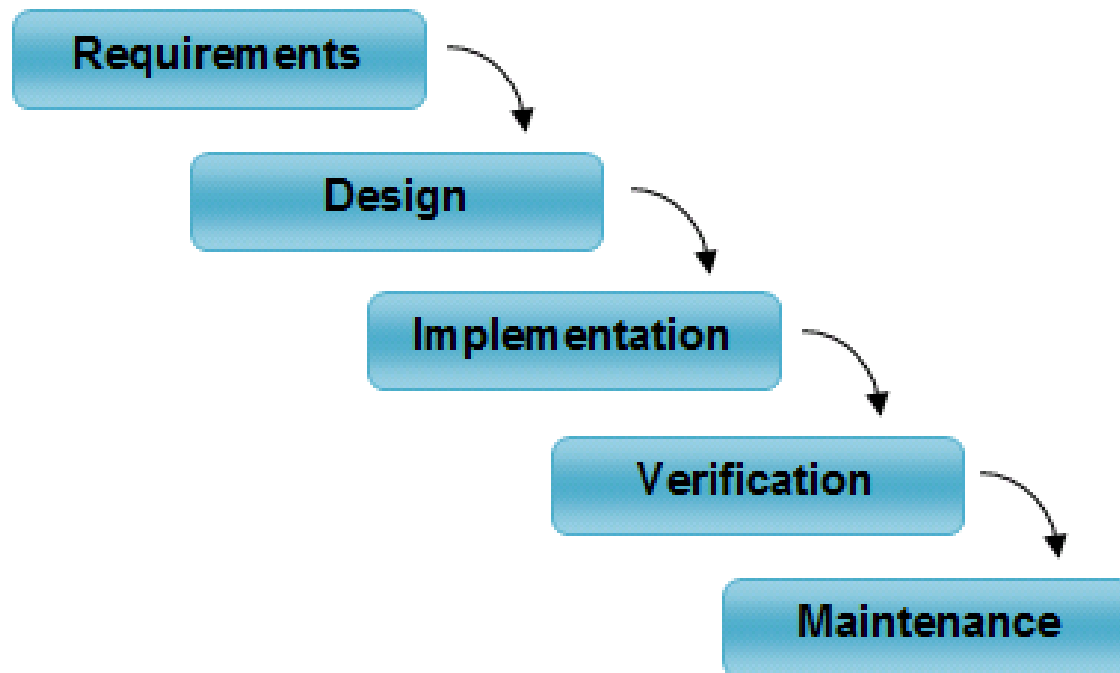 Requirements
Design
Implementation
Verification
Maintenance